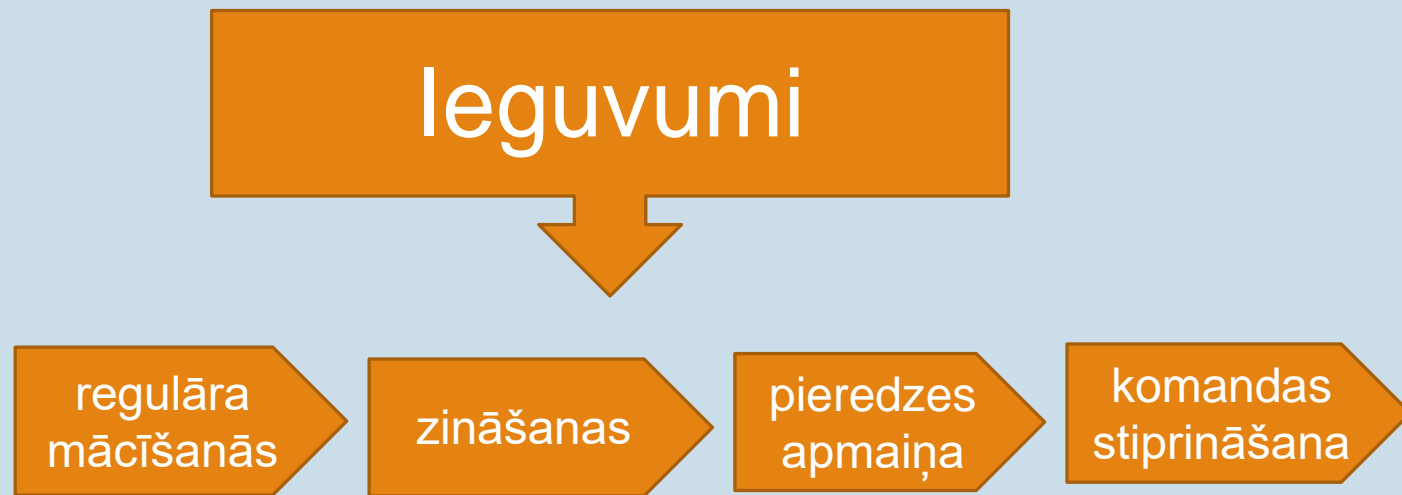 Ieguvumi
regulāra
mācīšanās
zināšanas
pieredzes
apmaiņa
komandas
stiprināšana